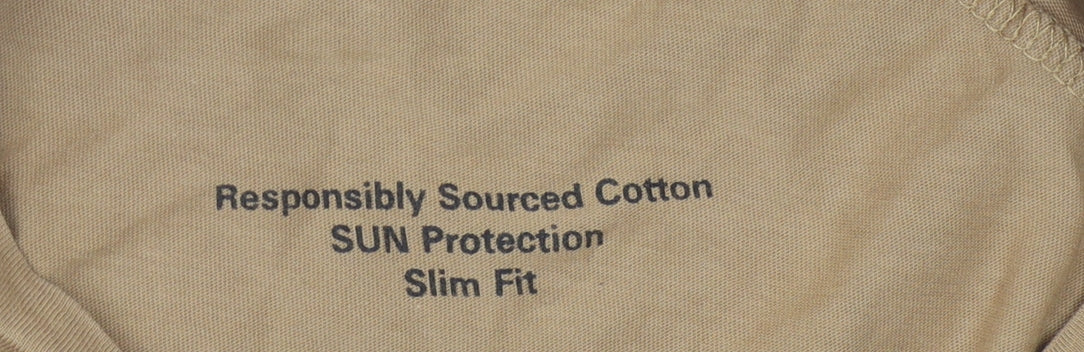 Responsibly Sourced Cotton
SUN Protection
Slim Fit